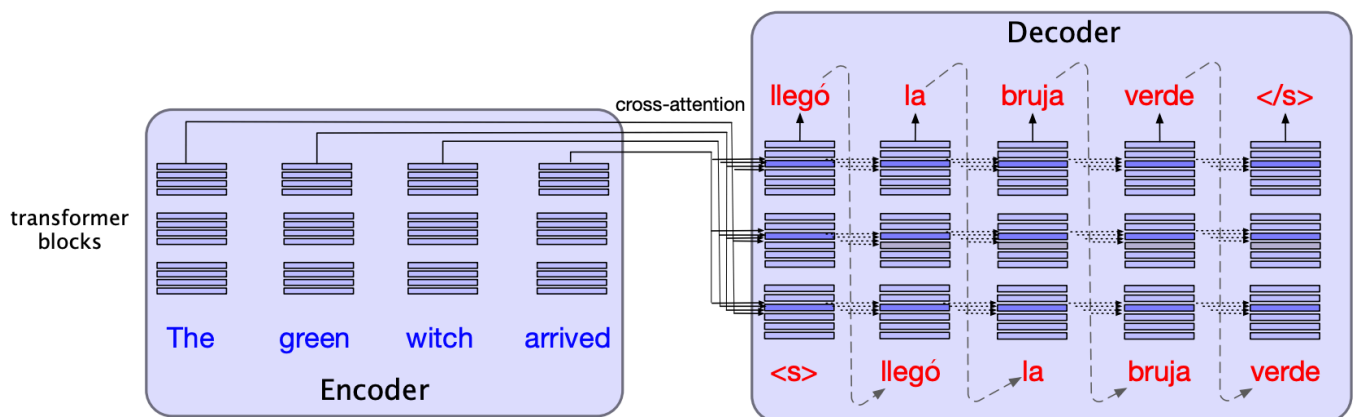 Decoder
llegó la bruja verde </s>
cross-attention
transformer
blocks
The green witch arrived
Encoder
<s> llegó la bruja verde